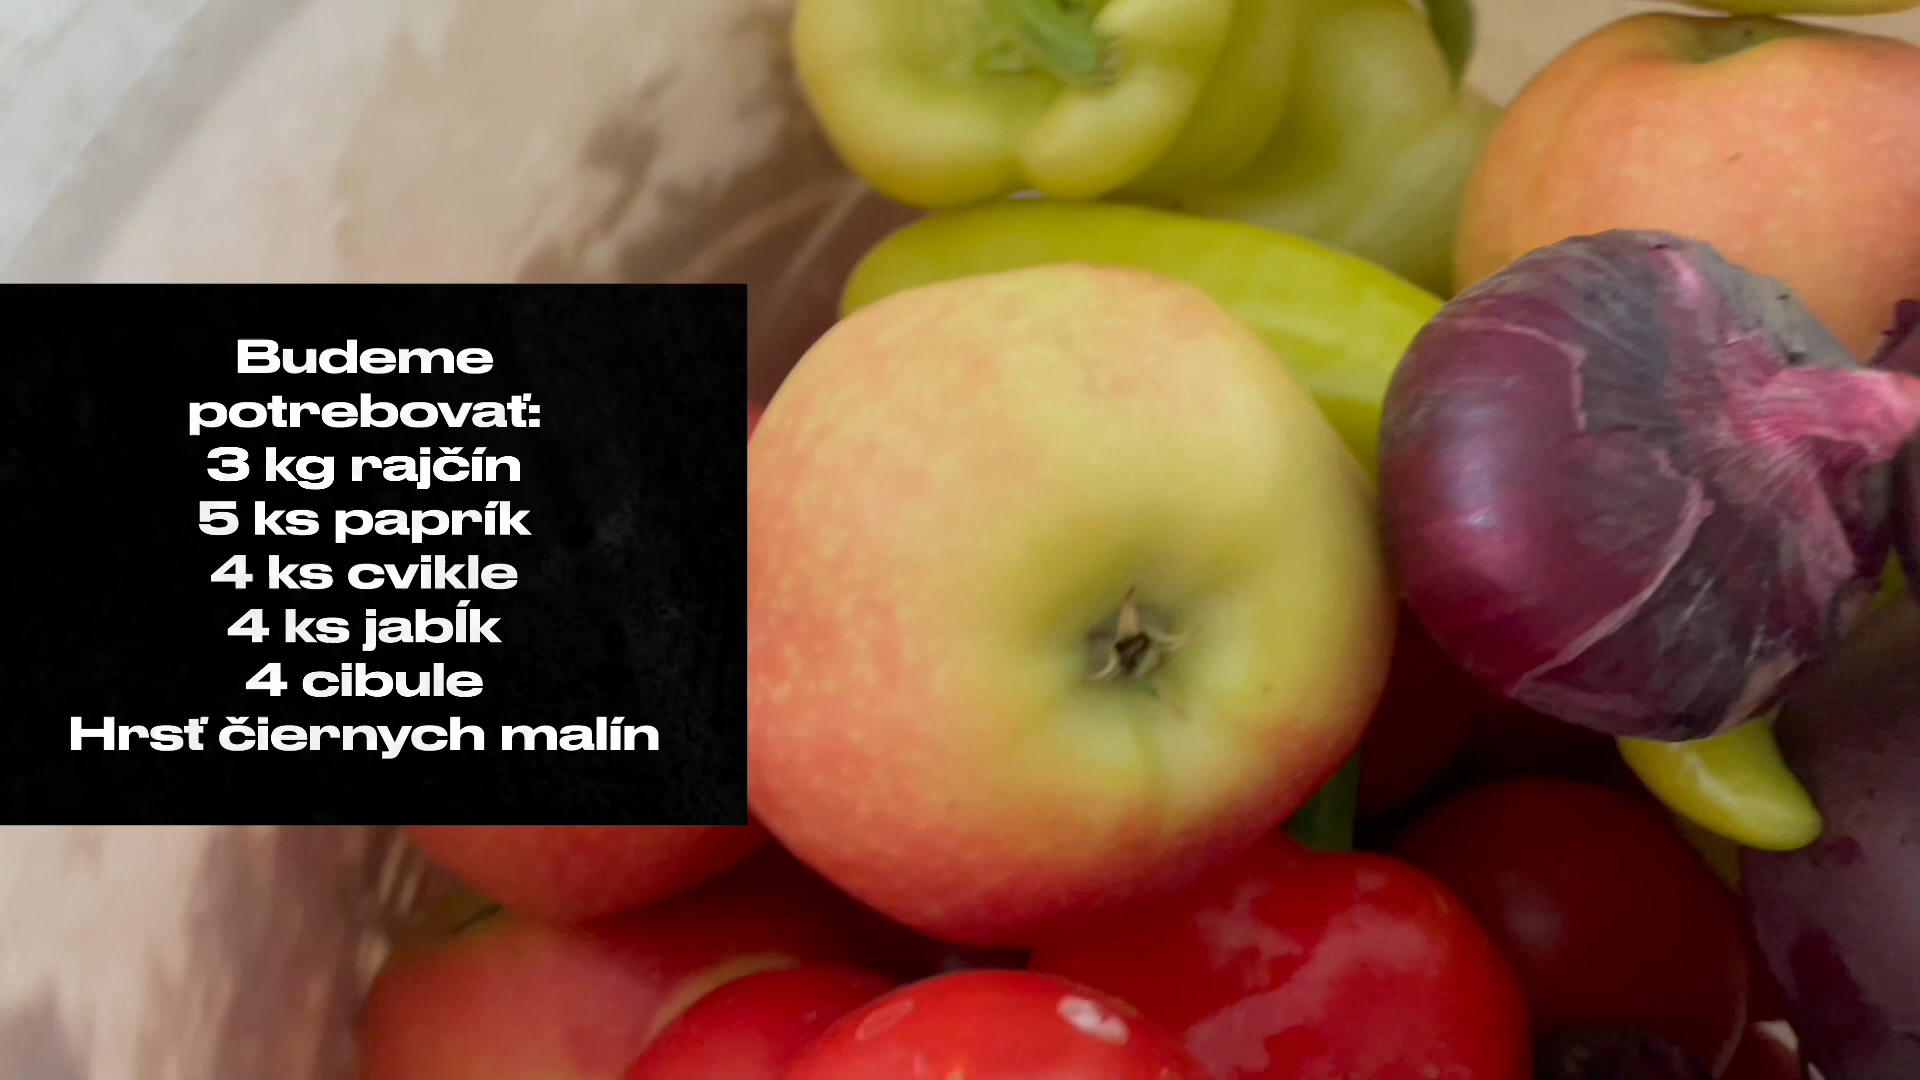 Budeme
potrebovať:
3 kg rajčín
5 ks paprík
4 ks cvikle
4 ks jabĺk
4 cibule
Hrsť čiernych malín